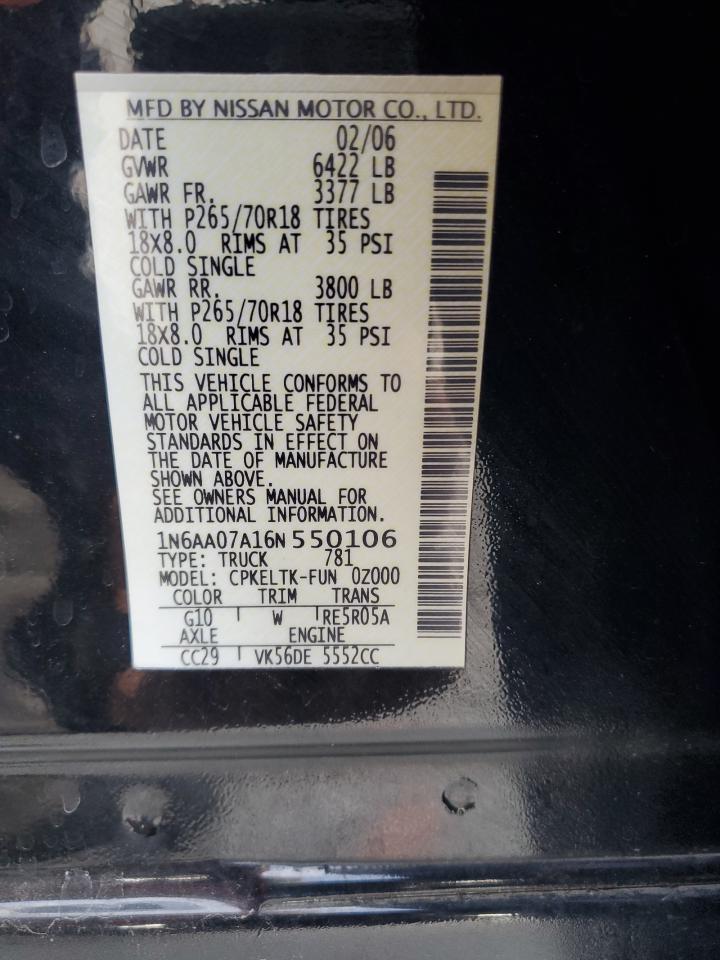 MFD BY NISSAN MOTOR CO., LTD.
DATE 02/06
GVWR 6422 LB
GAWR FR. 3377 LB
WITH P265/70R18 TIRES
18X8.0 RIMS AT 35 PSI
COLD SINGLE
GAWR RR. 3800 LB
WITH P265/70R18 TIRES
18X8.0 RIMS AT 35 PSI
COLD SINGLE
THIS VEHICLE CONFORMS TO
ALL APPLICABLE FEDERAL
MOTOR VEHICLE SAFETY
STANDARDS IN EFFECT ON
THE DATE OF MANUFACTURE
SHOWN ABOVE.
SEE OWNERS MANUAL FOR
ADDITIONAL INFORMATION.
1N6AA07A16N550106
TYPE: TRUCK 781
MODEL: CPKELTK-FUN 0Z000
COLOR TRIM TRANS
G10 W RE5R05A
AXLE ENGINE
CC29 VK56DE 5552CC